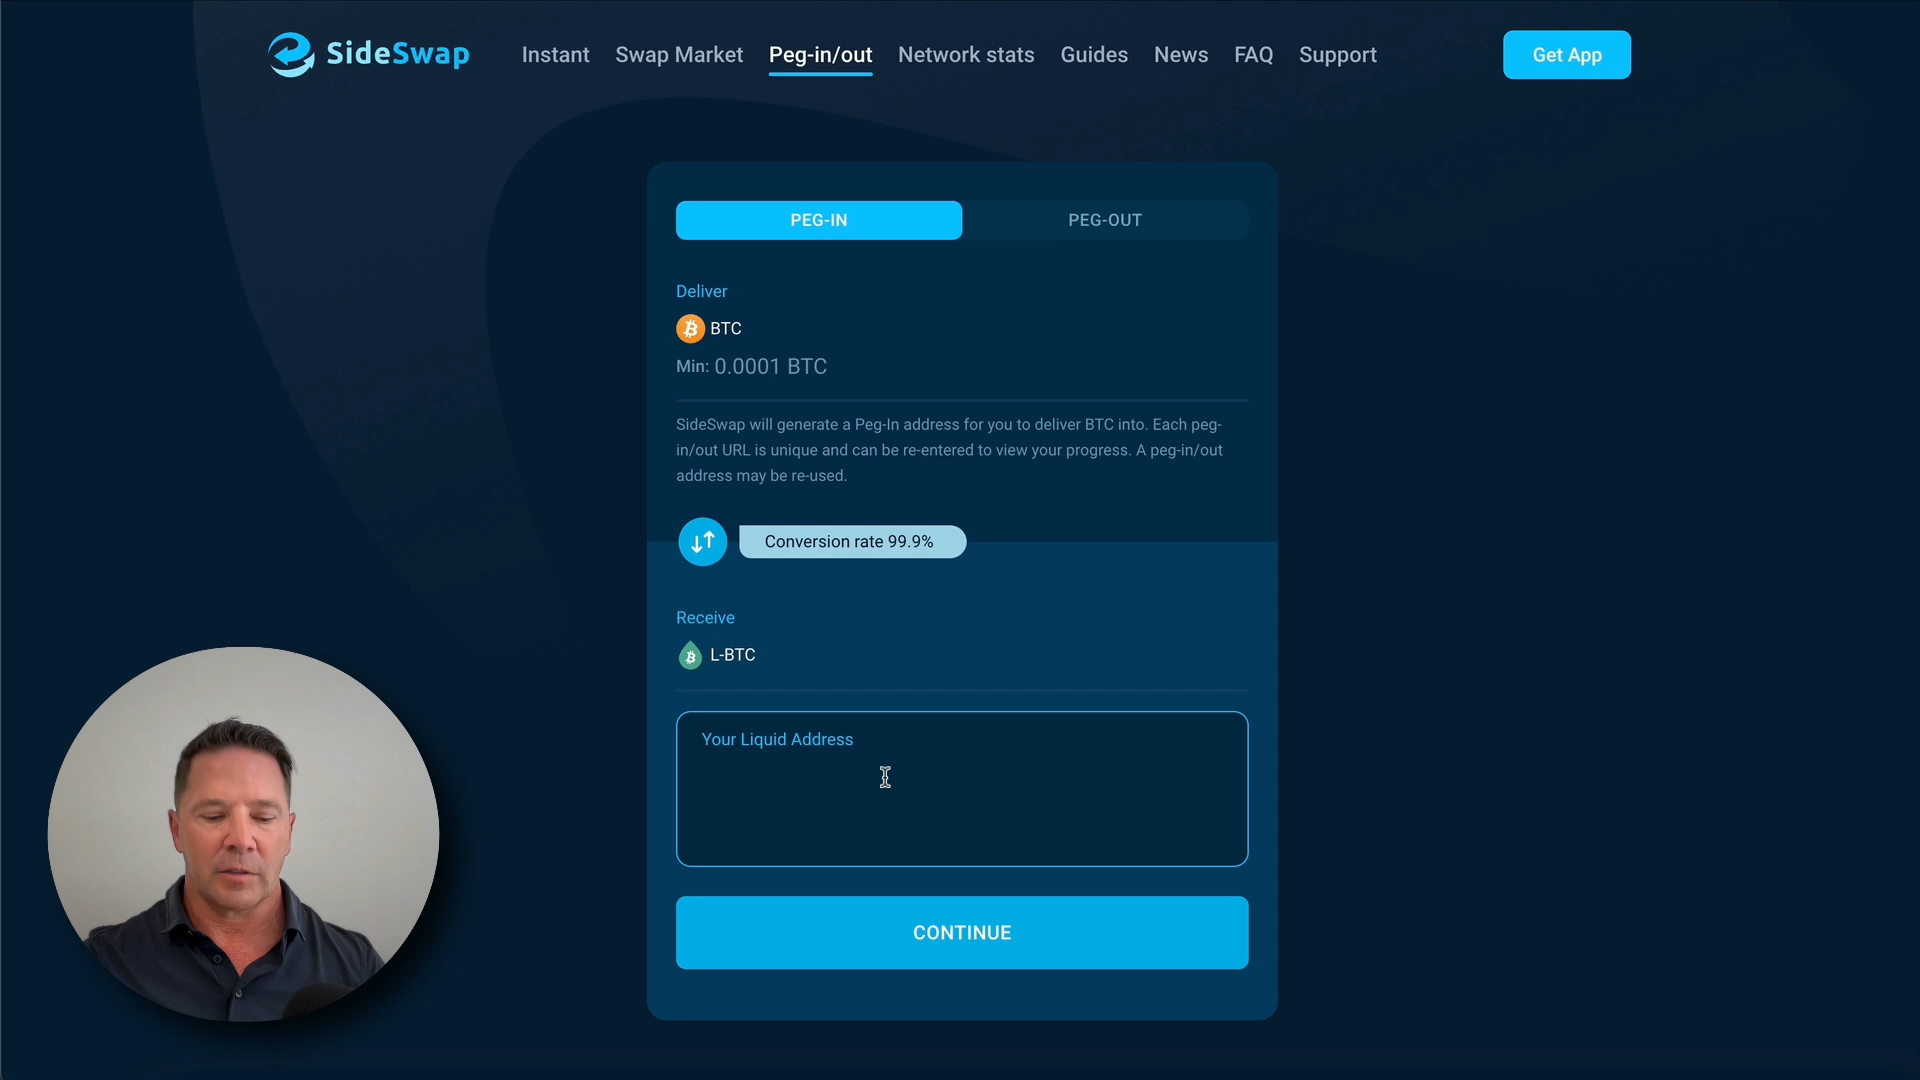 SideSwap
Instant
Swap Market
Peg-in/out
Network stats
Guides
News
FAQ
Support
Get App
PEG-IN
PEG-OUT
Deliver
BTC
Min: 0.0001 BTC
SideSwap will generate a Peg-In address for you to deliver BTC into. Each peg-
in/out URL is unique and can be re-entered to view your progress. A peg-in/out
address may be re-used.
Conversion rate 99.9%
Receive
L-BTC
Your Liquid Address
CONTINUE